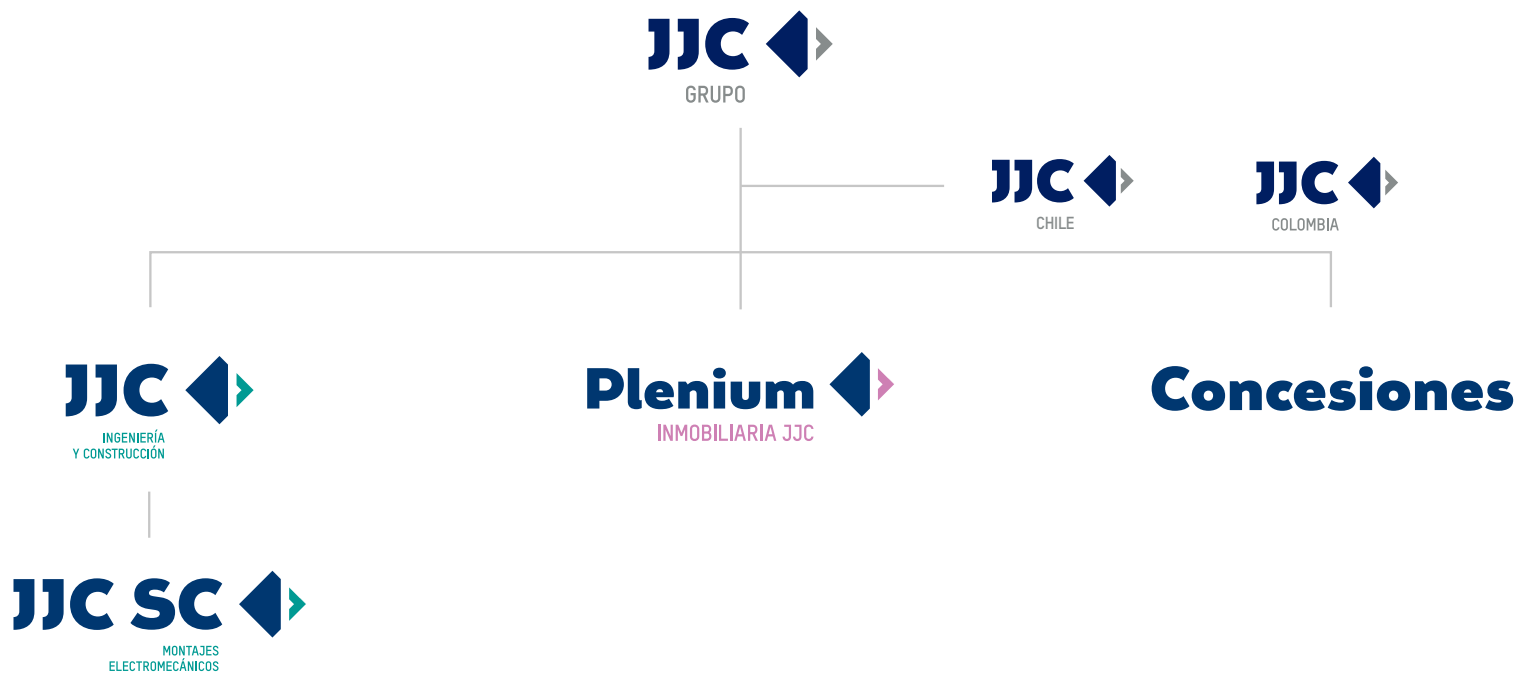 JJC
GRUPO
JJC
CHILE
JJC
COLOMBIA
JJC
INGENIERÍA
Y CONSTRUCCIÓN
Plenium
INMOBILIARIA JJC
Concesiones
JJC SC
MONTAJES
ELECTROMECÁNICOS